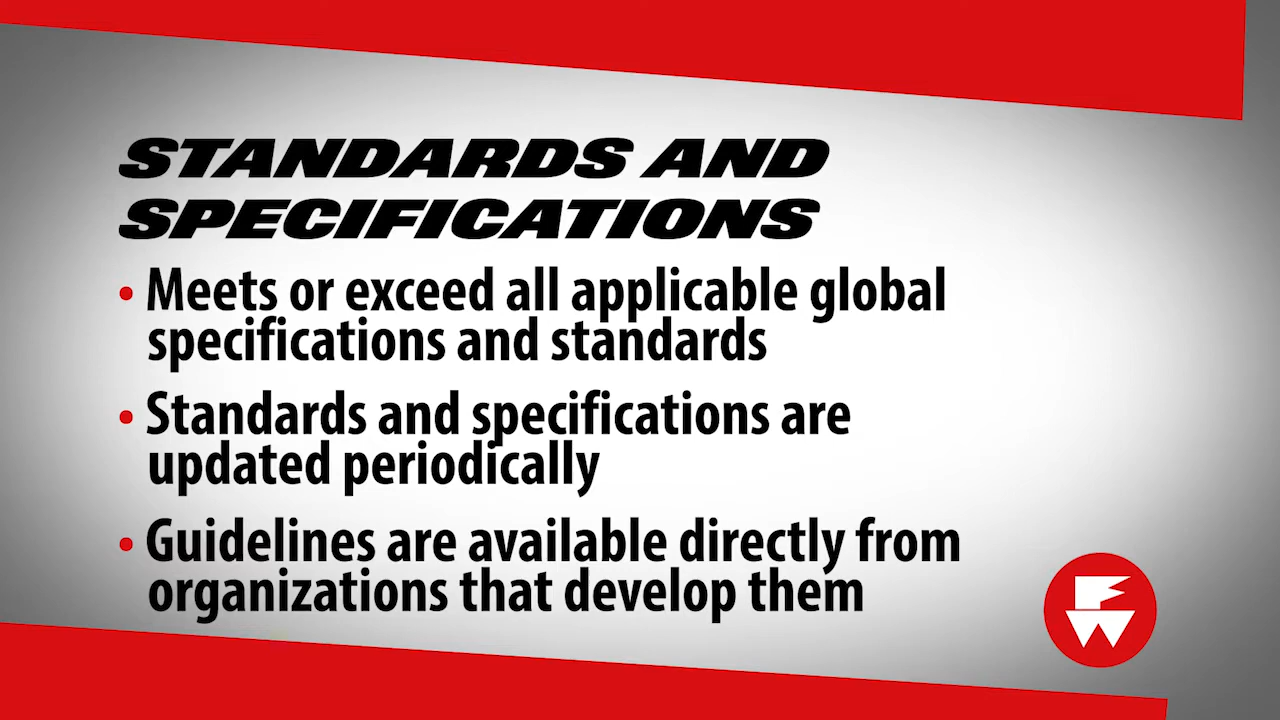 STANDARDS AND
SPECIFICATIONS
• Meets or exceed all applicable global
specifications and standards
• Standards and specifications are
updated periodically
• Guidelines are available directly from
organizations that develop them
FW